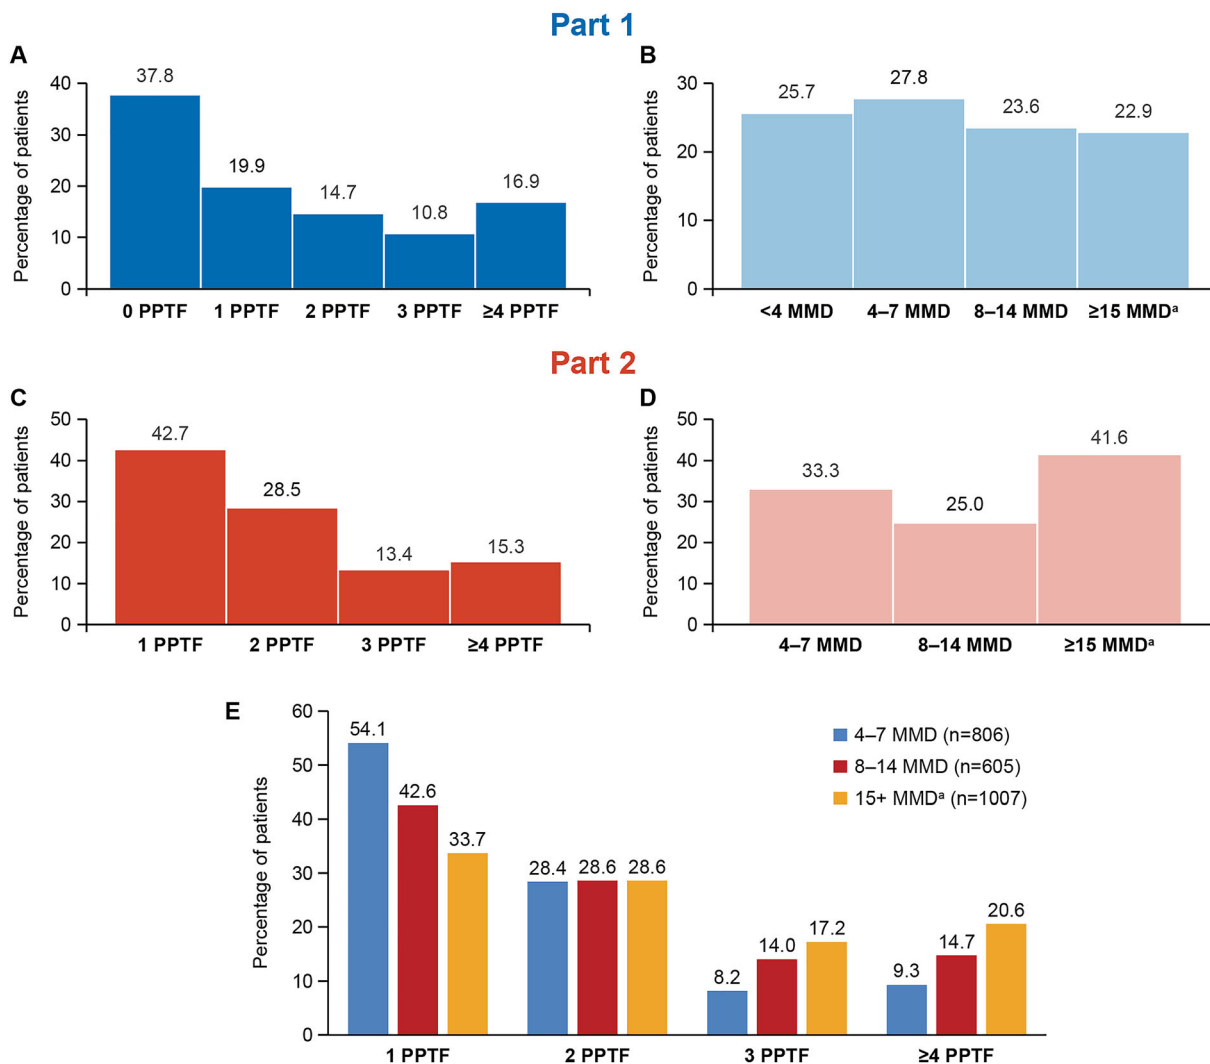 Part 1
A
Percentage of patients
40
30
20
10
0
37.8
19.9
14.7
10.8
16.9
0 PPTF
1 PPTF
2 PPTF
3 PPTF
≥4 PPTF
B
Percentage of patients
30
20
10
0
25.7
27.8
23.6
22.9
<4 MMD
4–7 MMD
8–14 MMD
≥15 MMDᵃ
Part 2
C
Percentage of patients
50
40
30
20
10
0
42.7
28.5
13.4
15.3
1 PPTF
2 PPTF
3 PPTF
≥4 PPTF
D
Percentage of patients
50
40
30
20
10
0
33.3
25.0
41.6
4–7 MMD
8–14 MMD
≥15 MMDᵃ
E
Percentage of patients
60
50
40
30
20
10
0
54.1
42.6
33.7
28.4
28.6
28.6
8.2
14.0
17.2
9.3
14.7
20.6
1 PPTF
2 PPTF
3 PPTF
≥4 PPTF
4–7 MMD (n=806)
8–14 MMD (n=605)
15+ MMDᵃ (n=1007)